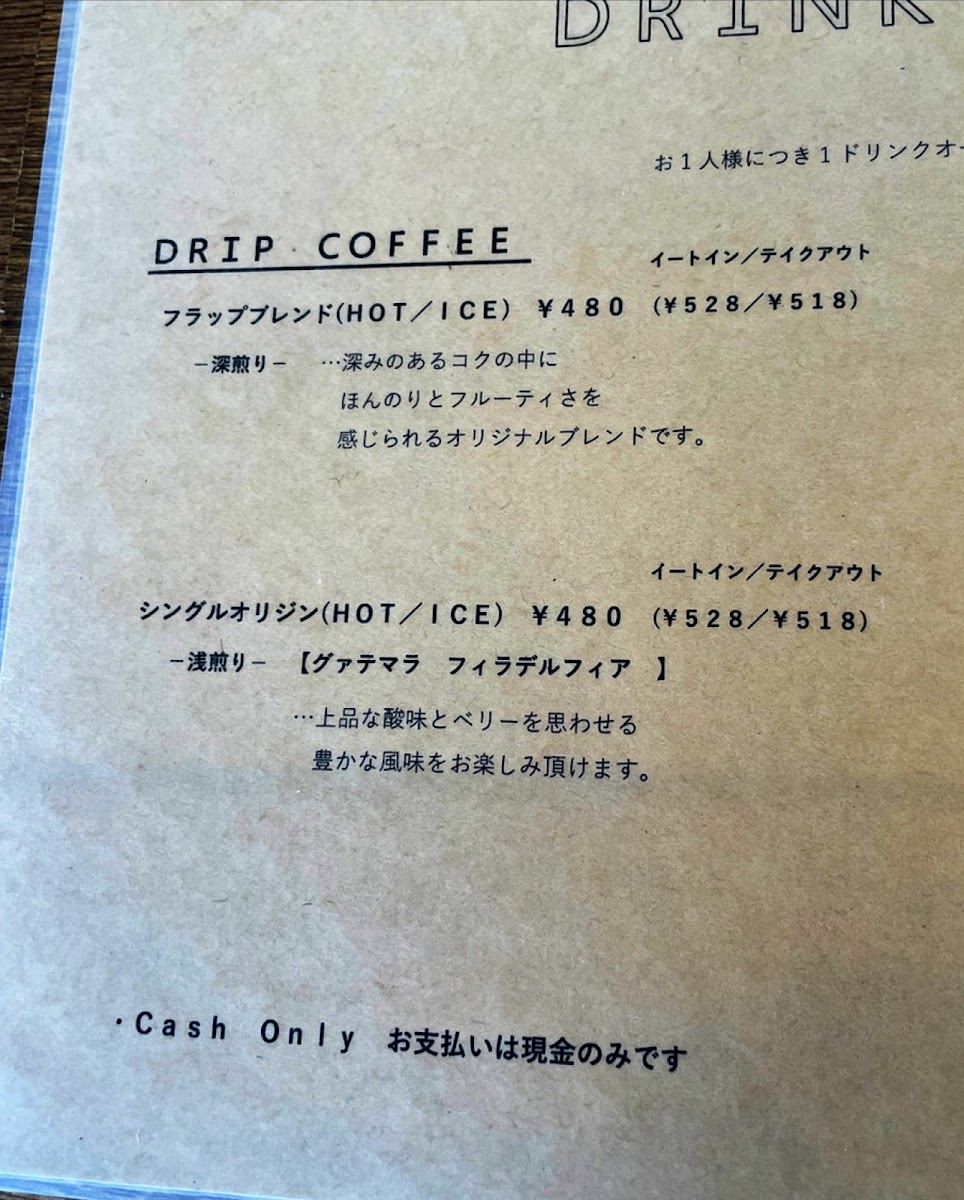 DRINK
お１人様につき１ドリンクオー
DRIP COFFEE
イートイン／テイクアウト
フラップブレンド(HOT／ICE) ￥480 (￥528／￥518)
－深煎り－ …深みのあるコクの中に
ほんのりとフルーティさを
感じられるオリジナルブレンドです。
イートイン／テイクアウト
シングルオリジン(HOT／ICE) ￥480 (￥528／￥518)
－浅煎り－ 【グァテマラ フィラデルフィア 】
…上品な酸味とベリーを思わせる
豊かな風味をお楽しみ頂けます。
・Cash Only お支払いは現金のみです